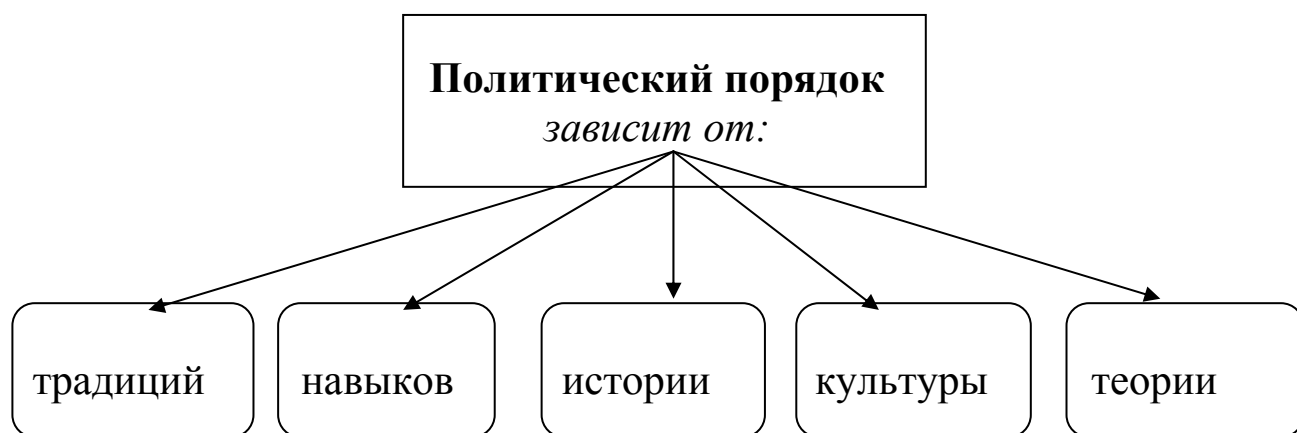 Политический порядок
зависит от:
традиций навыков истории культуры теории